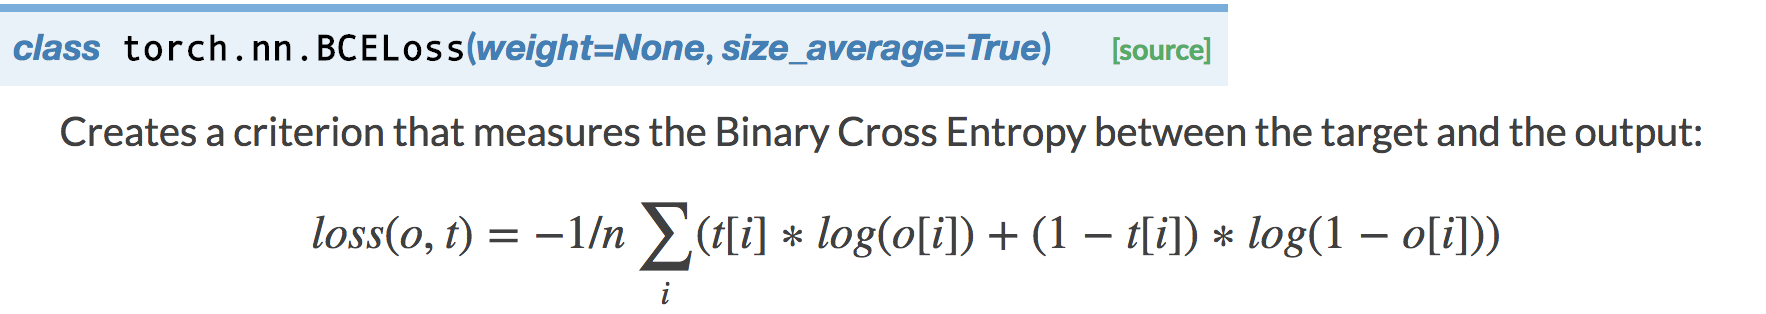 class torch.nn.BCELoss(weight=None, size_average=True) [source]
Creates a criterion that measures the Binary Cross Entropy between the target and the output:
loss(o, t) = −1/n ∑ᵢ(t[i] ∗ log(o[i]) + (1 − t[i]) ∗ log(1 − o[i]))